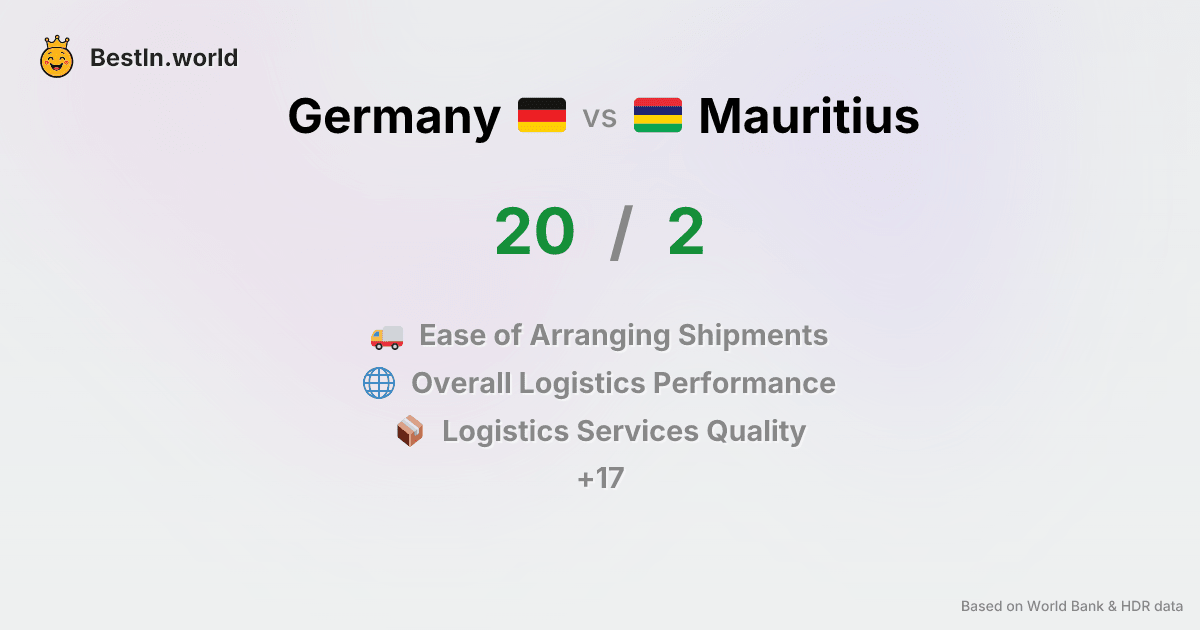 BestIn.world
Germany vs Mauritius
20 / 2
Ease of Arranging Shipments
Overall Logistics Performance
Logistics Services Quality
+17
Based on World Bank & HDR data